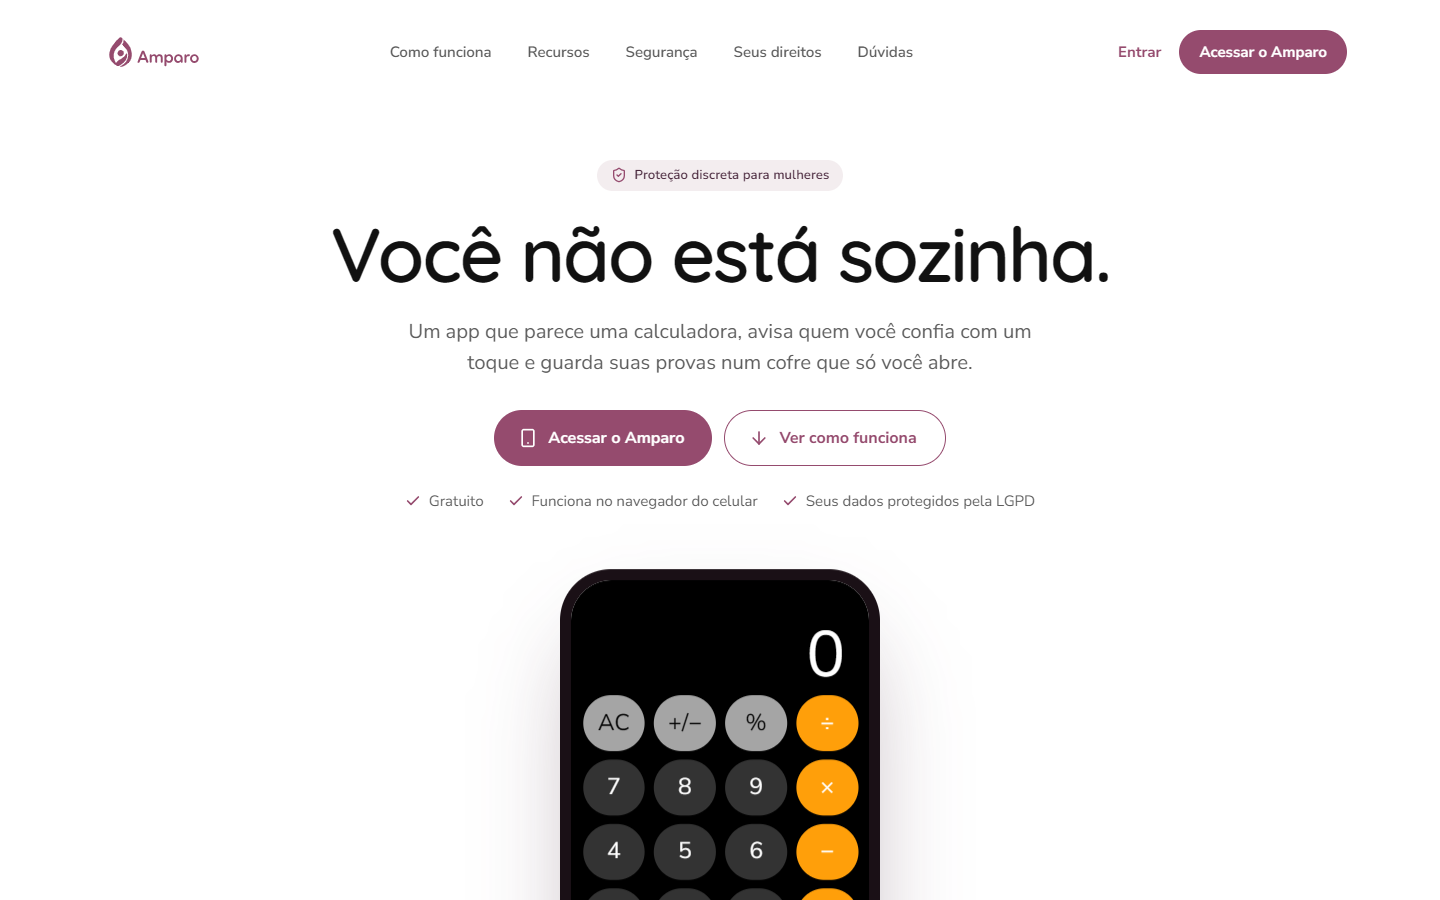 Amparo
Como funciona
Recursos
Segurança
Seus direitos
Dúvidas
Entrar
Acessar o Amparo
Proteção discreta para mulheres
Você não está sozinha.
Um app que parece uma calculadora, avisa quem você confia com um
toque e guarda suas provas num cofre que só você abre.
Acessar o Amparo
Ver como funciona
Gratuito
Funciona no navegador do celular
Seus dados protegidos pela LGPD
0
AC +/− % ÷
7 8 9 ×
4 5 6 −